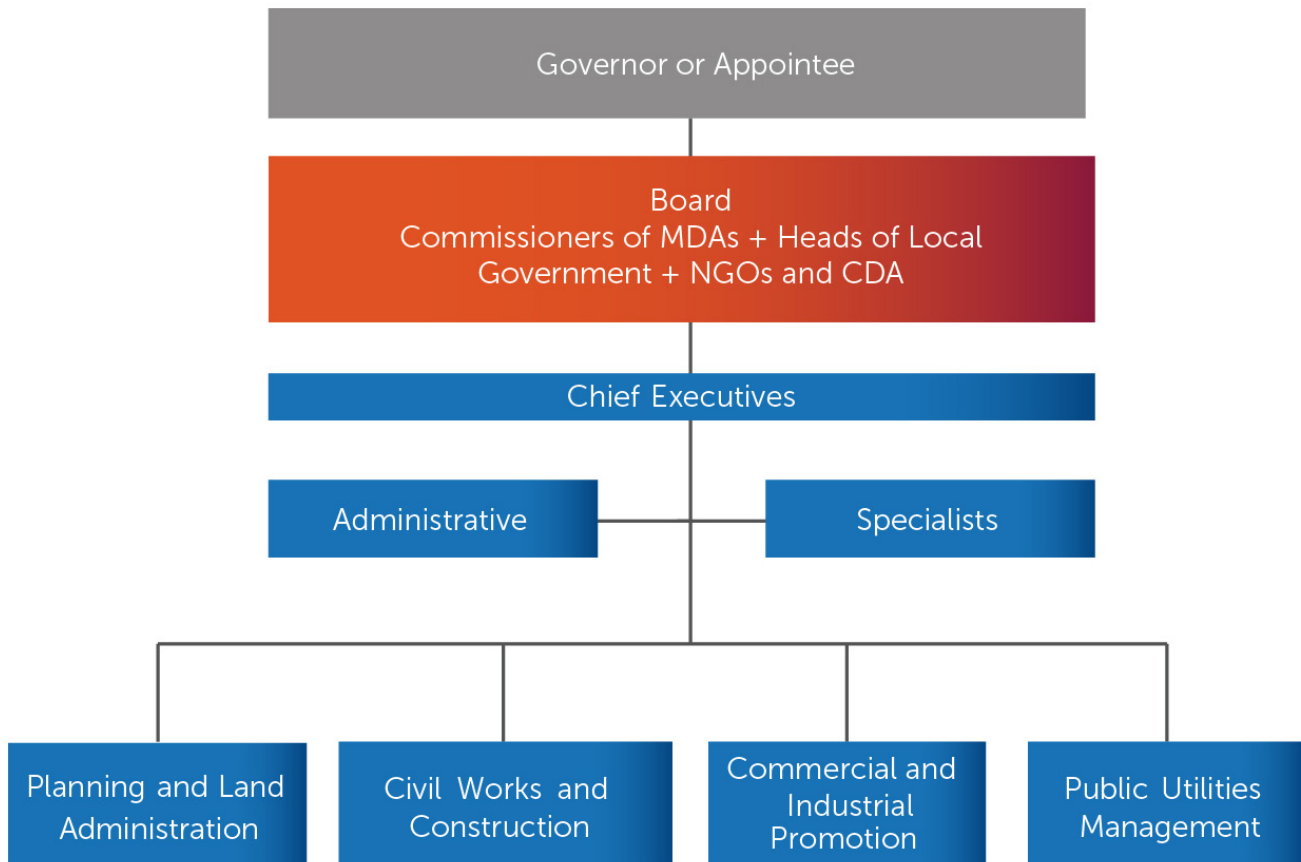 Governor or Appointee
Board
Commissioners of MDAs + Heads of Local
Government + NGOs and CDA
Chief Executives
Administrative
Specialists
Planning and Land
Administration
Civil Works and
Construction
Commercial and
Industrial
Promotion
Public Utilities
Management